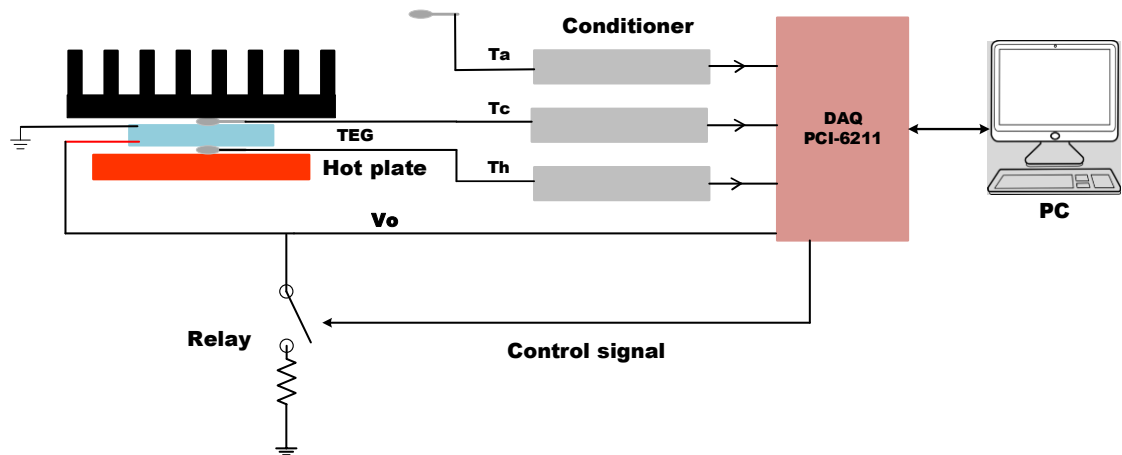 Conditioner
Ta
Tc
TEG
Th
Hot plate
DAQ
PCI-6211
PC
Vo
Relay
Control signal